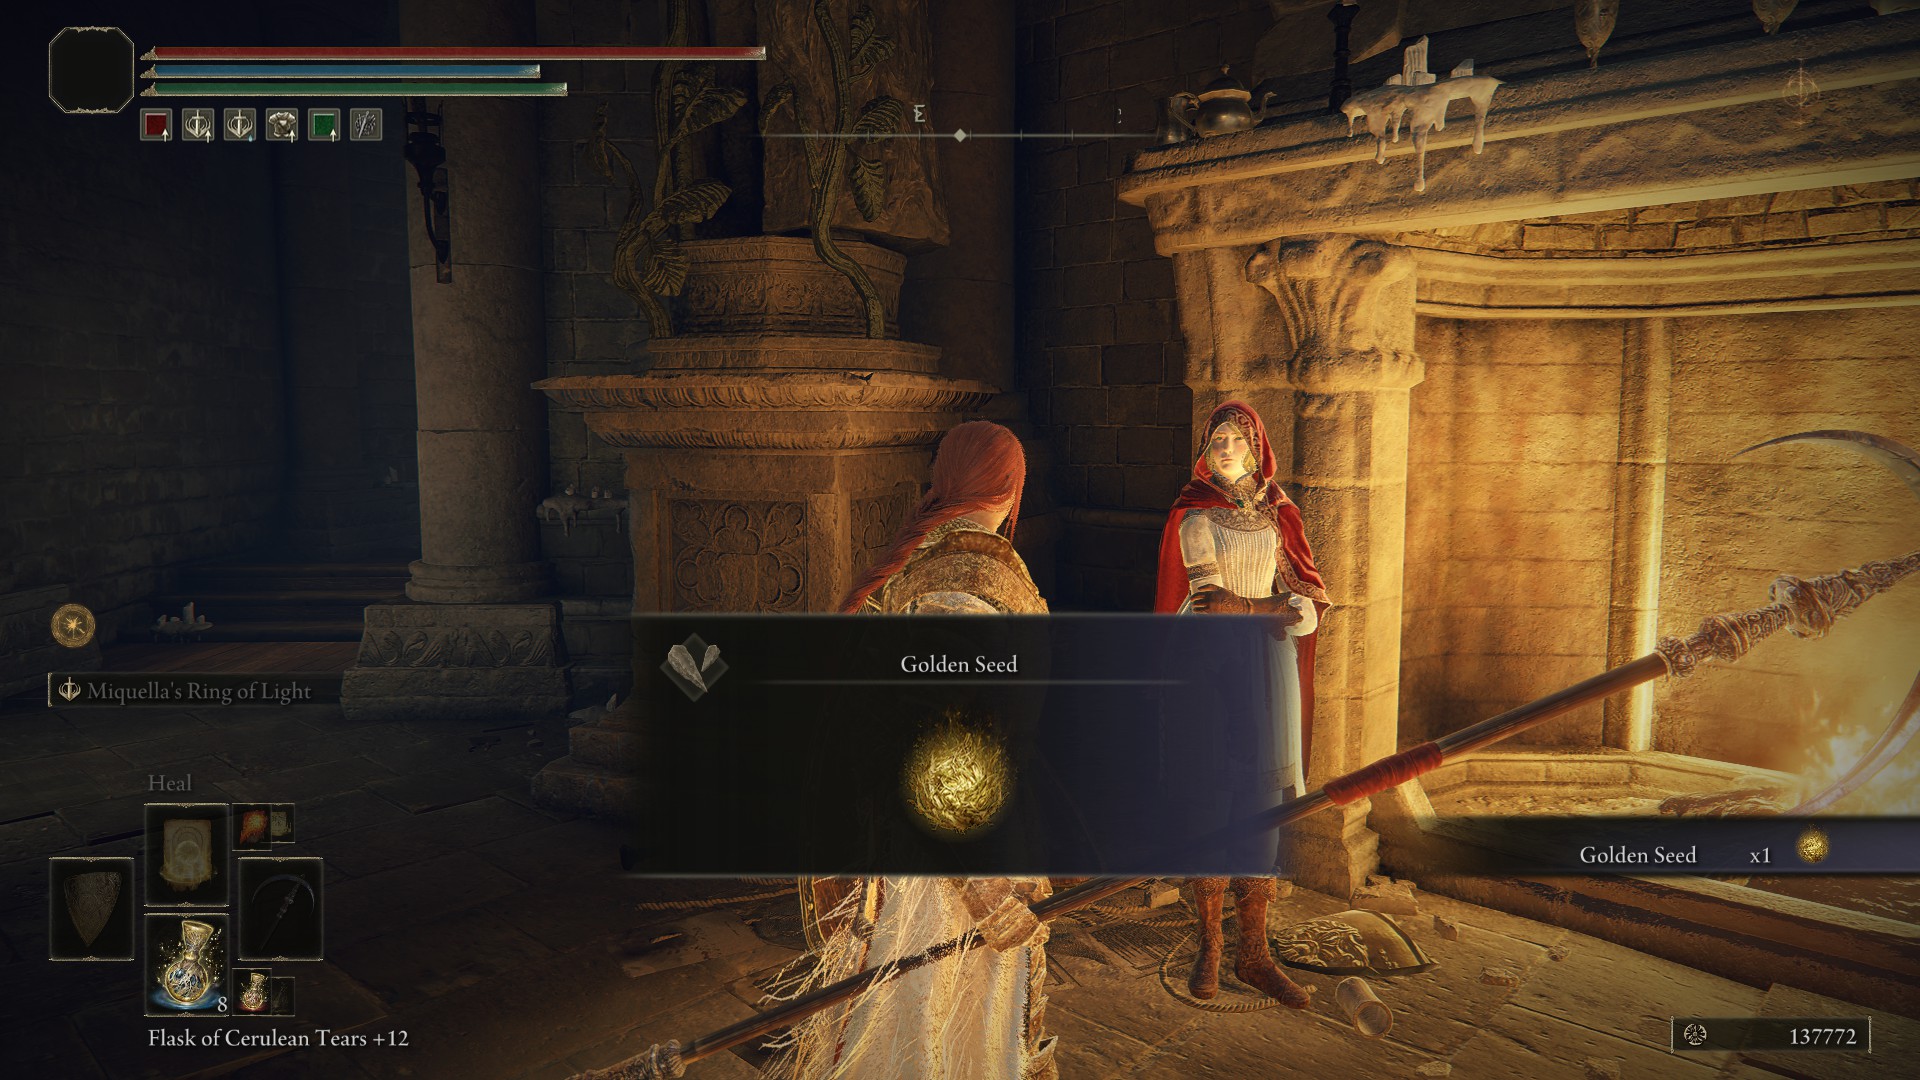 E
Miquella's Ring of Light
Heal
8
Flask of Cerulean Tears +12
Golden Seed
Golden Seed x1
137772